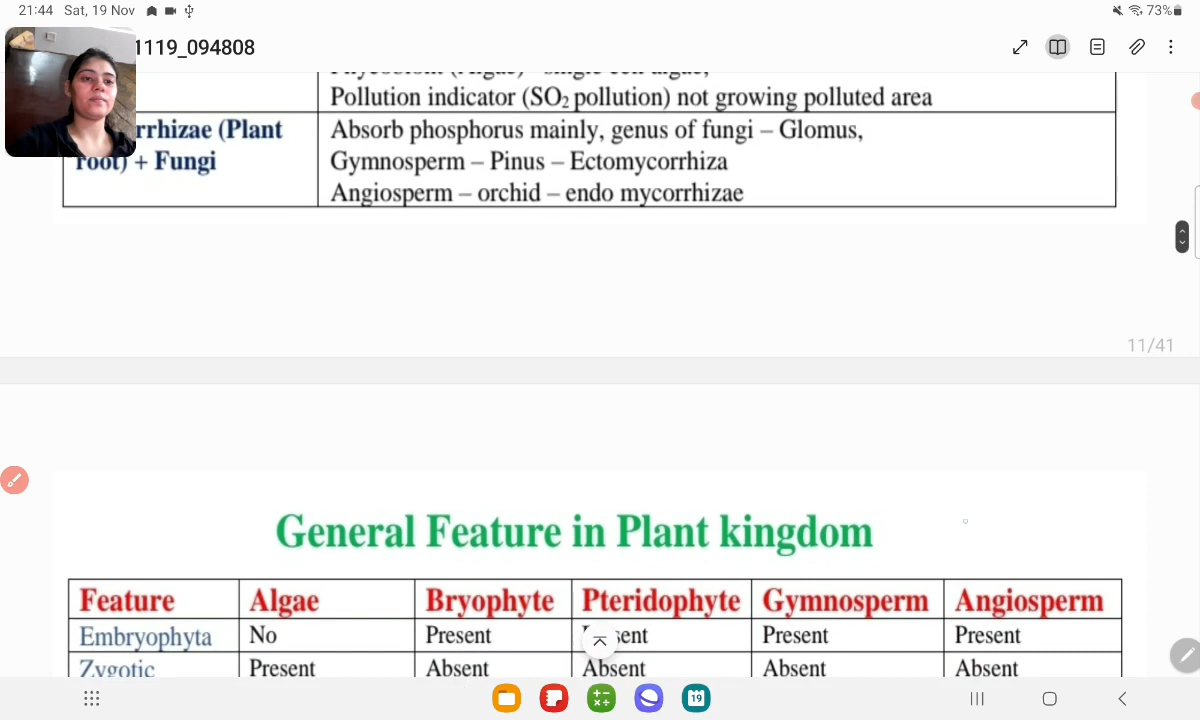 21:44 Sat, 19 Nov
73%
1119_094808
Pollution indicator (SO₂ pollution) not growing polluted area
rrhizae (Plant
root) + Fungi
Absorb phosphorus mainly, genus of fungi – Glomus,
Gymnosperm – Pinus – Ectomycorrhiza
Angiosperm – orchid – endo mycorrhizae
11/41
General Feature in Plant kingdom
Feature Algae Bryophyte Pteridophyte Gymnosperm Angiosperm
Embryophyta No Present sent Present Present
Zygotic Present Absent Absent Absent Absent
19